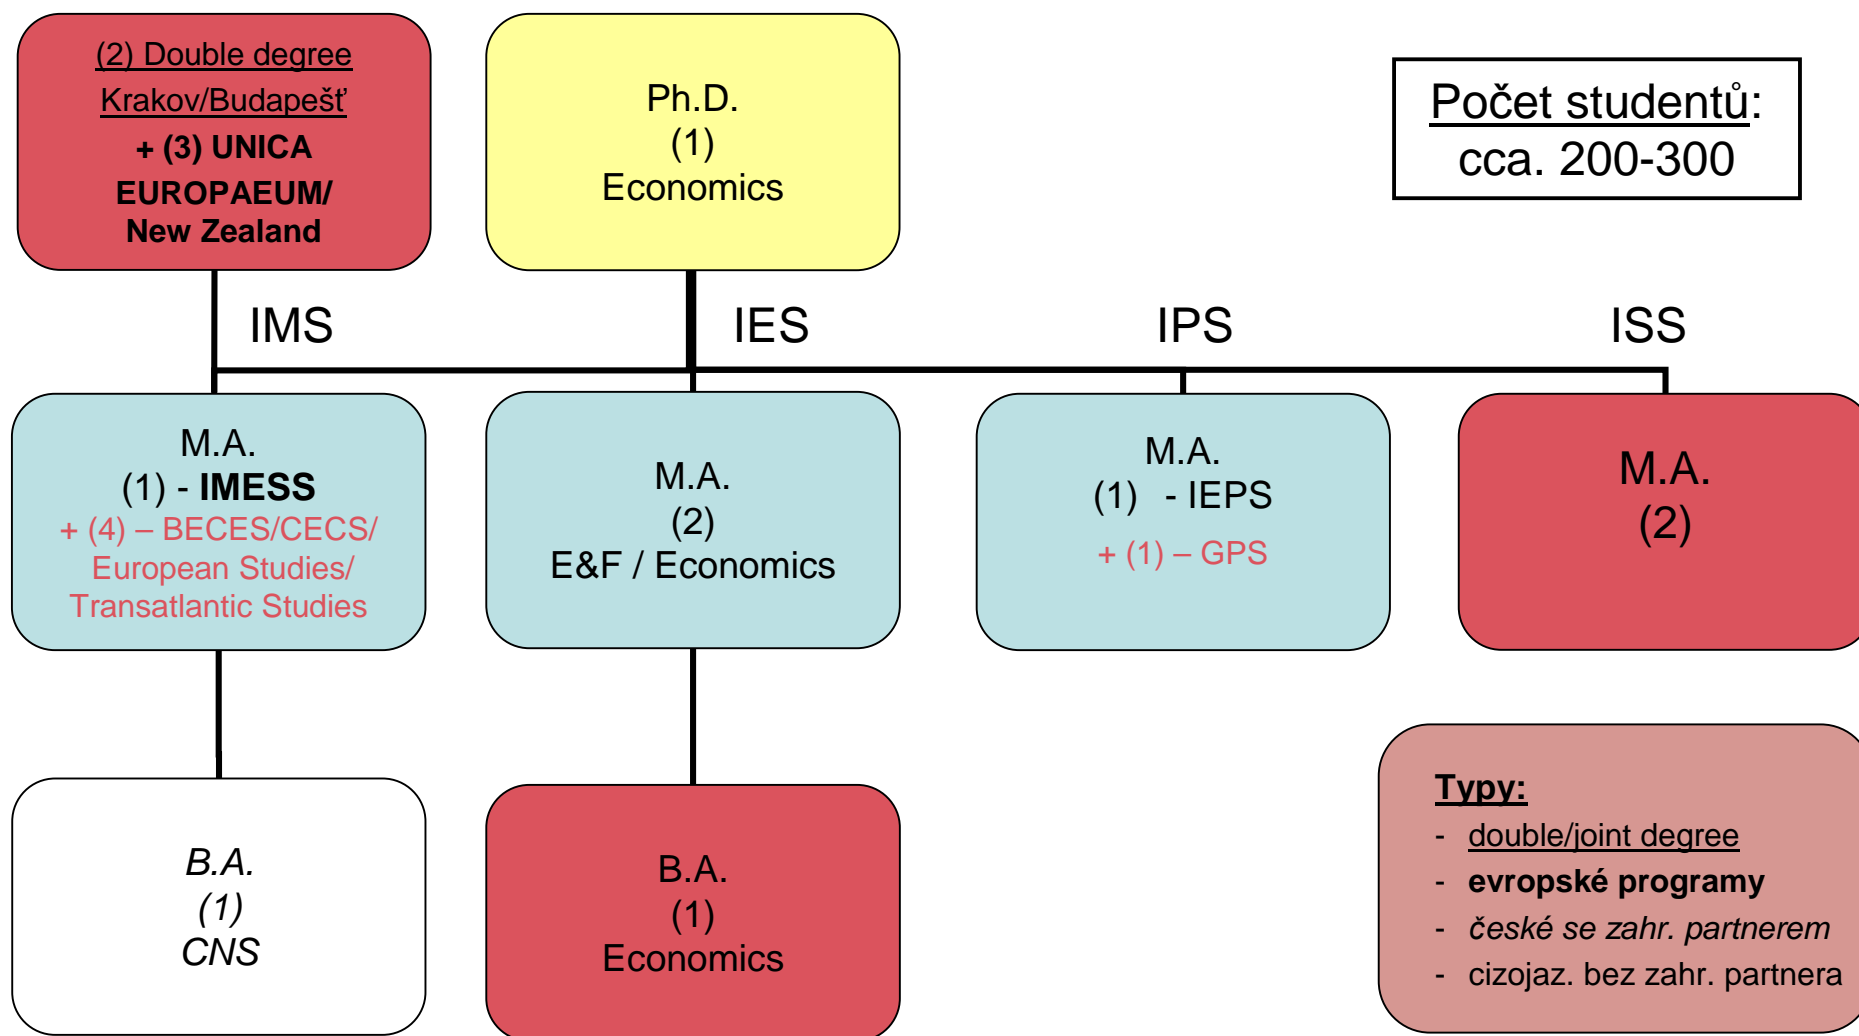 (2) Double degree
Krakov/Budapešť
+ (3) UNICA
EUROPAEUM/
New Zealand
Ph.D.
(1)
Economics
Počet studentů:
cca. 200-300
IMS
IES
IPS
ISS
M.A.
(1) - IMESS
+ (4) – BECES/CECS/
European Studies/
Transatlantic Studies
M.A.
(2)
E&F / Economics
M.A.
(1) - IEPS
+ (1) – GPS
M.A.
(2)
B.A.
(1)
CNS
B.A.
(1)
Economics
Typy:
- double/joint degree
- evropské programy
- české se zahr. partnerem
- cizojaz. bez zahr. partnera